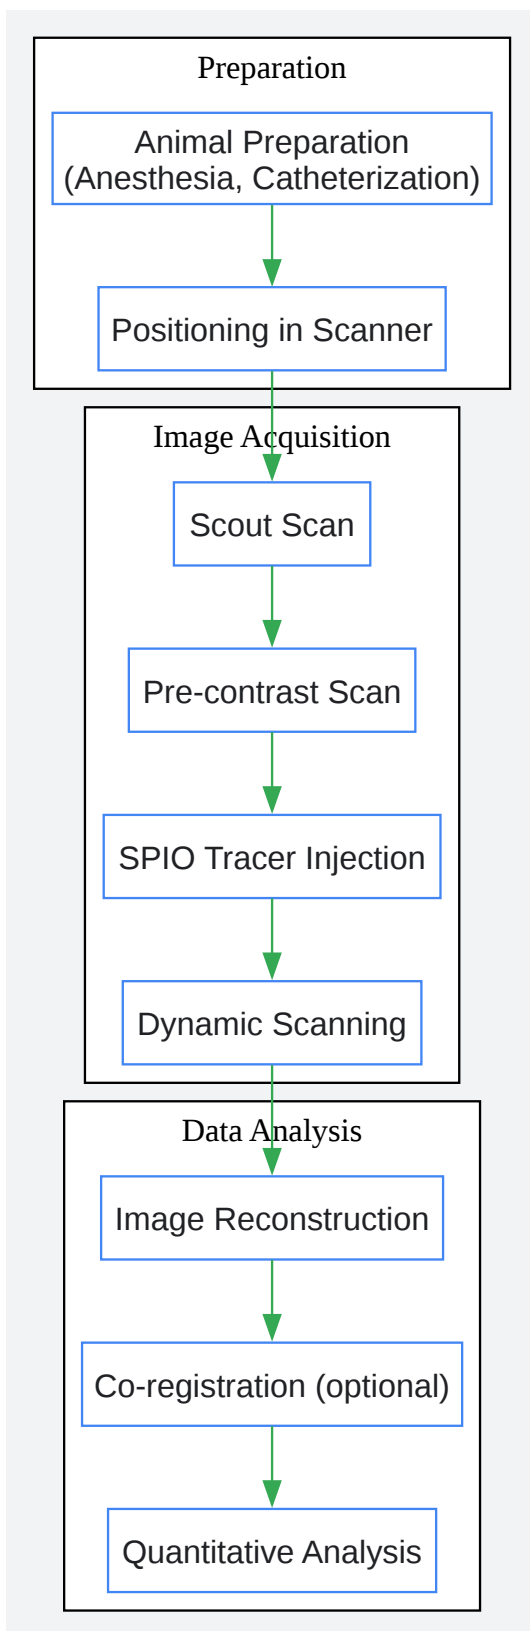 Preparation
Animal Preparation
(Anesthesia, Catheterization)
Positioning in Scanner
Image Acquisition
Scout Scan
Pre-contrast Scan
SPIO Tracer Injection
Dynamic Scanning
Data Analysis
Image Reconstruction
Co-registration (optional)
Quantitative Analysis